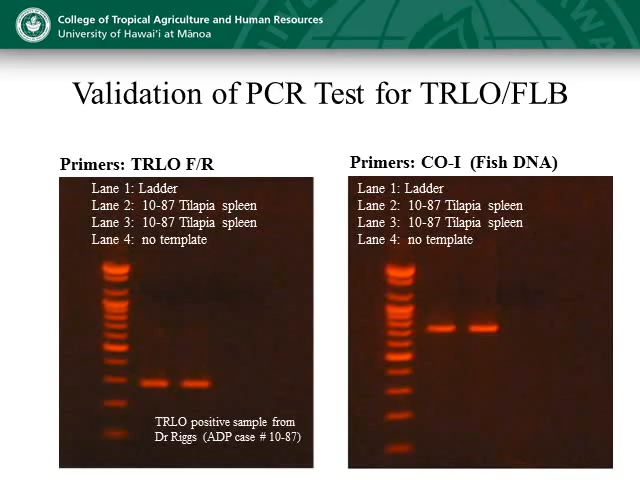 College of Tropical Agriculture and Human Resources
University of Hawai'i at Mānoa
Validation of PCR Test for TRLO/FLB
Primers: TRLO F/R
Lane 1: Ladder
Lane 2: 10-87 Tilapia spleen
Lane 3: 10-87 Tilapia spleen
Lane 4: no template
TRLO positive sample from
Dr Riggs (ADP case # 10-87)
Primers: CO-I (Fish DNA)
Lane 1: Ladder
Lane 2: 10-87 Tilapia spleen
Lane 3: 10-87 Tilapia spleen
Lane 4: no template